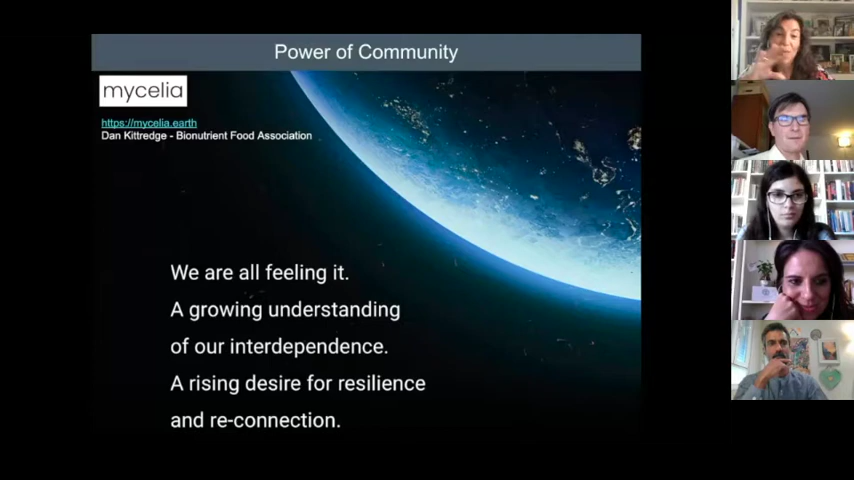 Power of Community
mycelia
https://mycelia.earth
Dan Kittredge - Bionutrient Food Association
We are all feeling it.
A growing understanding
of our interdependence.
A rising desire for resilience
and re-connection.